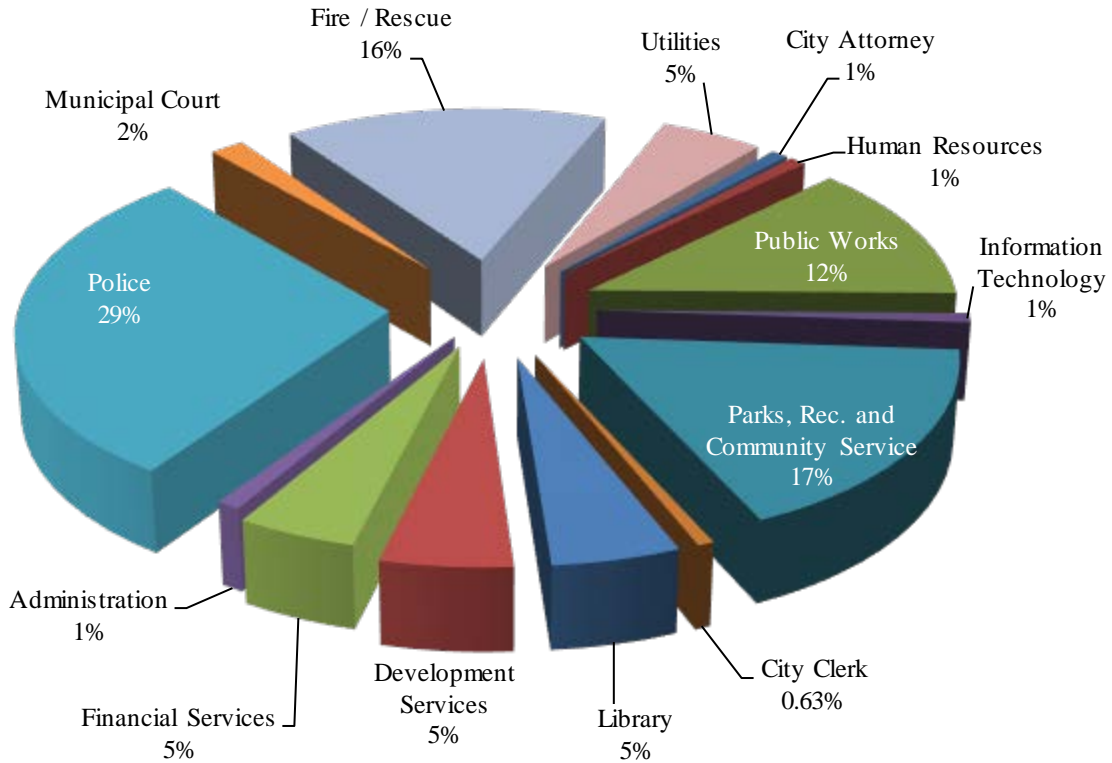 Fire / Rescue
16%
Utilities
5%
City Attorney
1%
Municipal Court
2%
Human Resources
1%
Public Works
12%
Information
Technology
1%
Police
29%
Parks, Rec. and
Community Service
17%
Administration
1%
City Clerk
0.63%
Development
Services
5%
Financial Services
5%
Library
5%